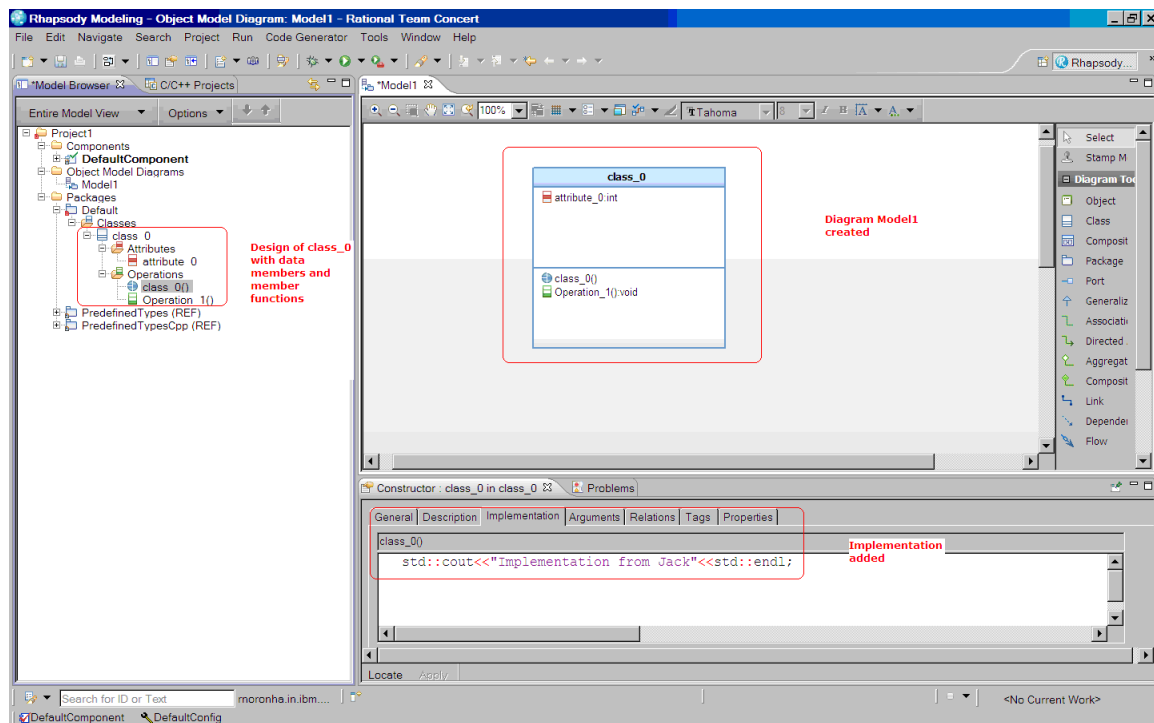 Rhapsody Modeling - Object Model Diagram: Model1 - Rational Team Concert
File Edit Navigate Search Project Run Code Generator Tools Window Help
Rhapsody...
*Model Browser
C/C++ Projects
Entire Model View
Options
Project1
Components
DefaultComponent
Object Model Diagrams
Model1
Packages
Default
Classes
class_0
Attributes
attribute_0
Operations
class_0()
Operation_1()
PredefinedTypes (REF)
PredefinedTypesCpp (REF)
Design of class_0
with data
members and
member
functions
*Model1
100%
Tahoma
8
class_0
attribute_0:int
class_0()
Operation_1():void
Diagram Model1
created
Select
Stamp M
Diagram Too
Object
Class
Composit
Package
Port
Generaliz
Associati
Directed .
Aggregat
Composit
Link
Depende
Flow
Constructor : class_0 in class_0
Problems
General Description Implementation Arguments Relations Tags Properties
class_0()
std::cout<<"Implementation from Jack"<<std::endl;
Implementation
added
Locate Apply
Search for ID or Text
moronha.in.ibm....
<No Current Work>
DefaultComponent DefaultConfig